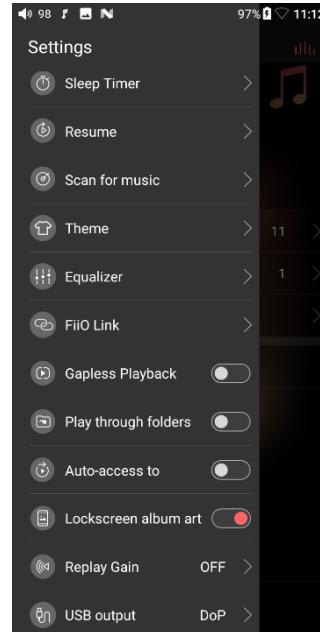 98 97% 11:12
Settings
Sleep Timer
Resume
Scan for music
Theme
11
Equalizer
1
FiiO Link
Gapless Playback
Play through folders
Auto-access to
Lockscreen album art
Replay Gain OFF
USB output DoP